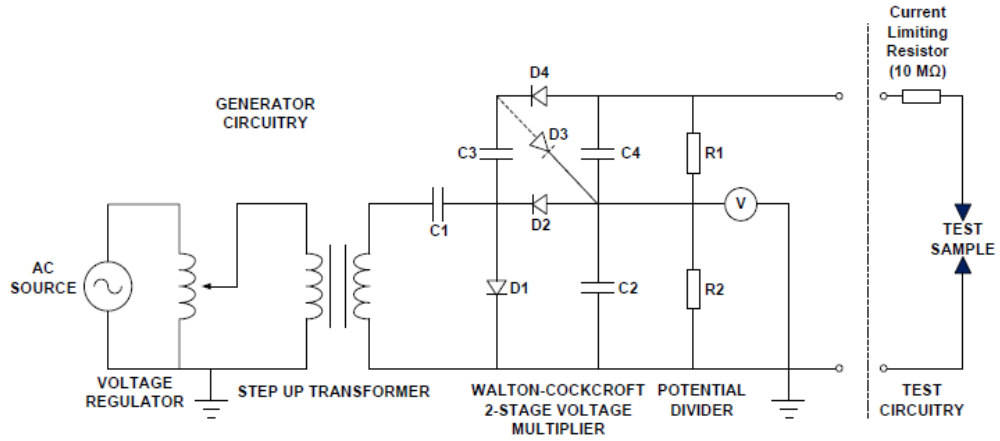 Current
Limiting
Resistor
(10 MΩ)
D4
GENERATOR
CIRCUITRY
D3
C3
C4
R1
V
C1
D2
TEST
SAMPLE
AC
SOURCE
D1
C2
R2
VOLTAGE
REGULATOR
STEP UP TRANSFORMER
WALTON-COCKCROFT
2-STAGE VOLTAGE
MULTIPLIER
POTENTIAL
DIVIDER
TEST
CIRCUITRY